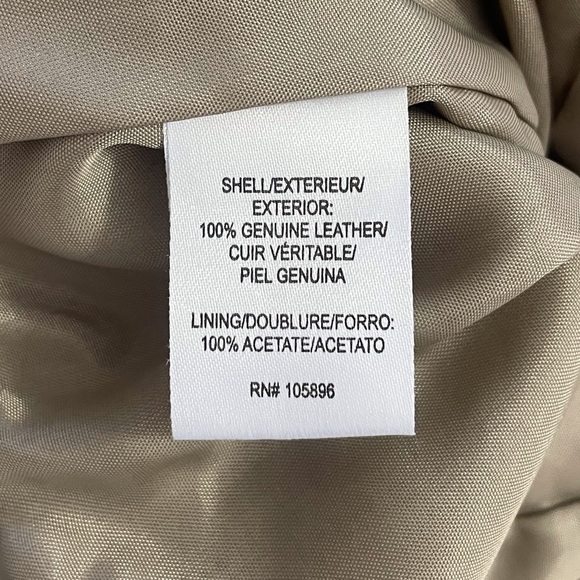 SHELL/EXTERIEUR/
EXTERIOR:
100% GENUINE LEATHER/
CUIR VÉRITABLE/
PIEL GENUINA
LINING/DOUBLURE/FORRO:
100% ACETATE/ACETATO
RN# 105896